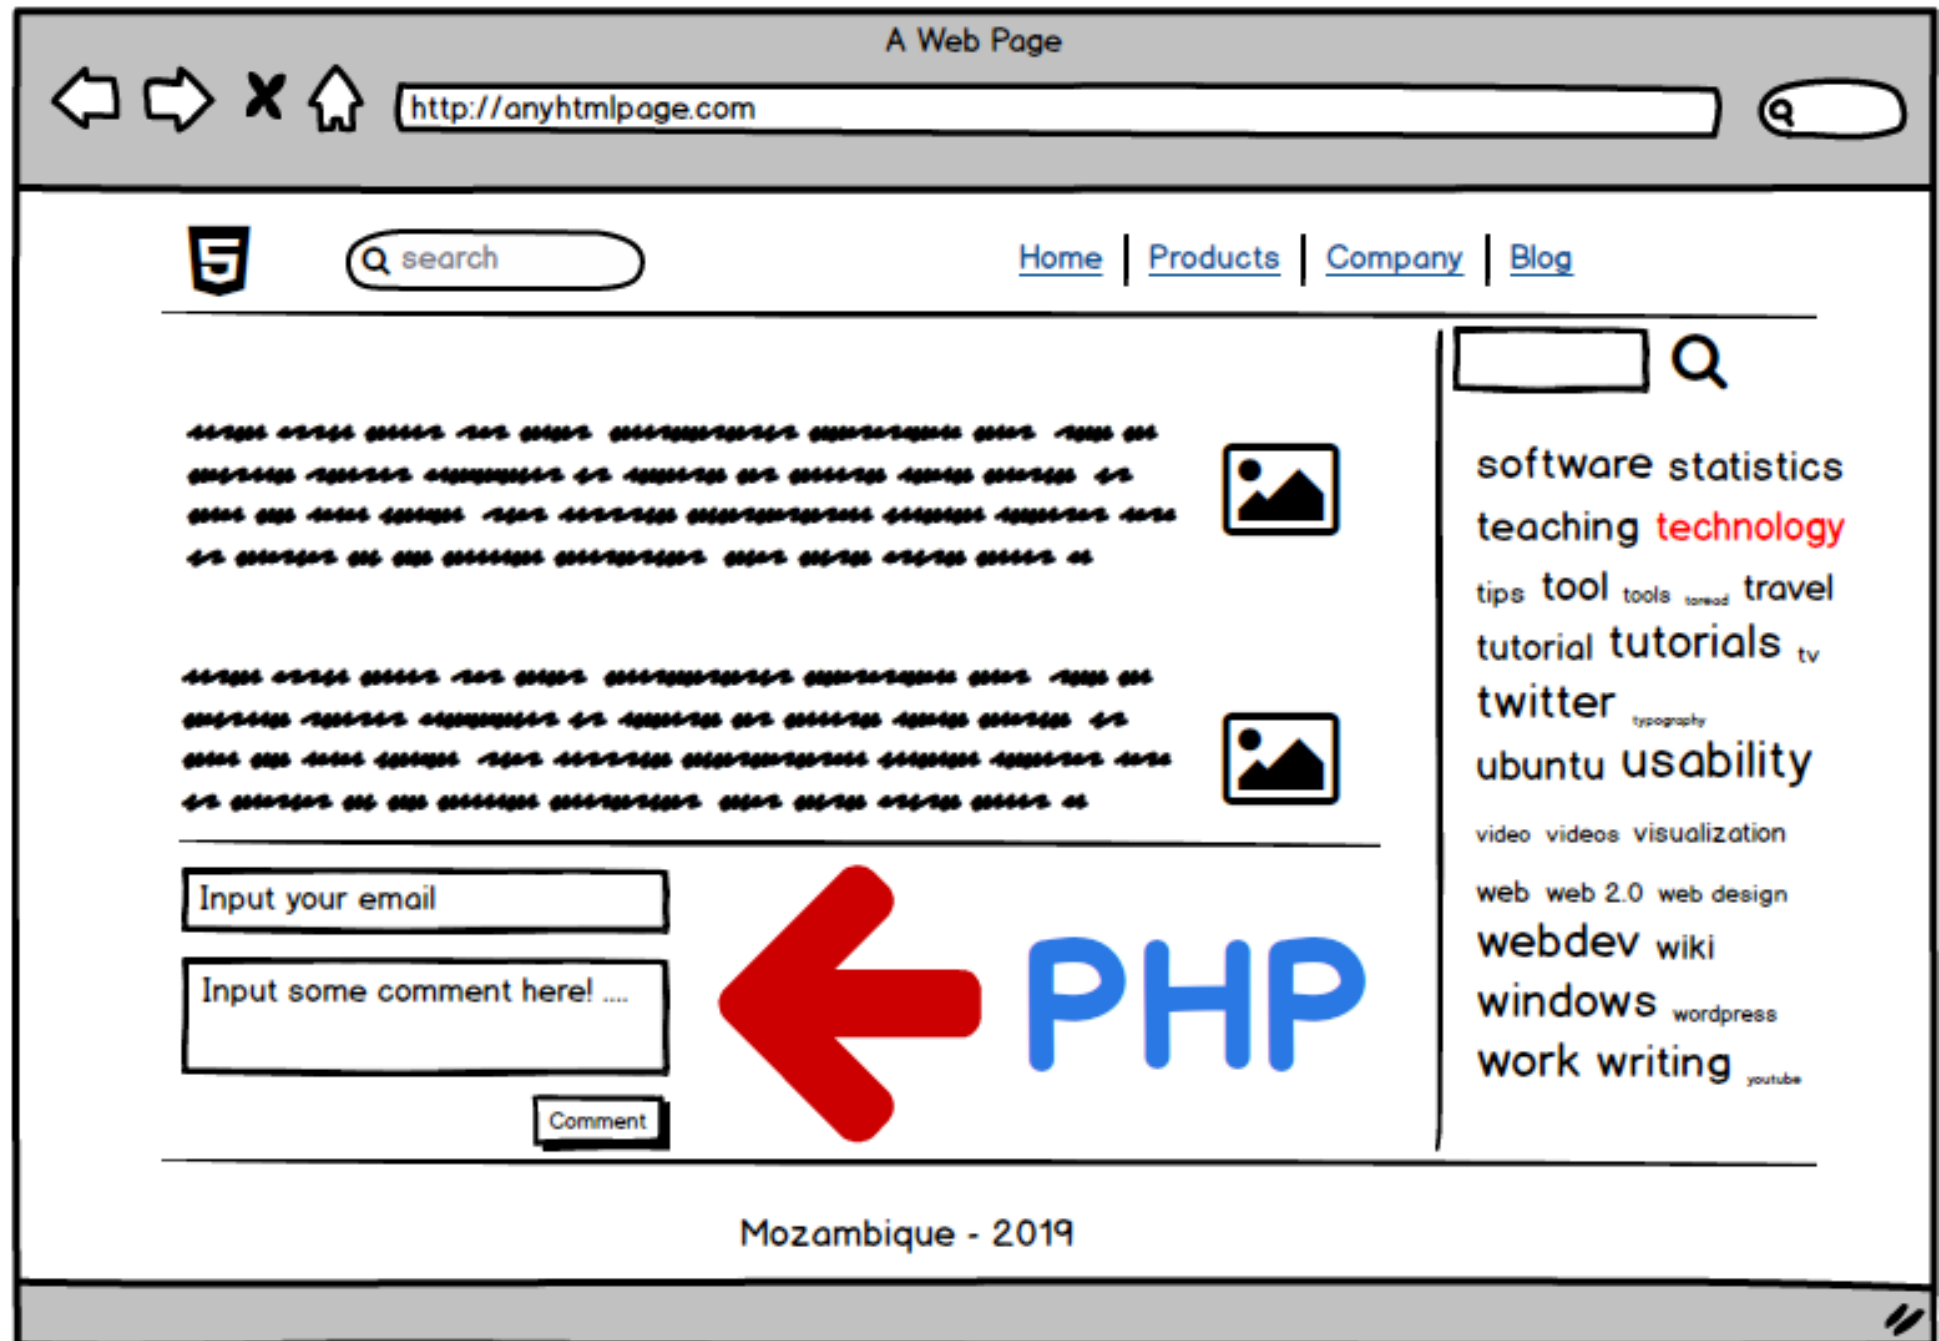 A Web Page
http://anyhtmlpage.com
5
search
Home Products Company Blog
software statistics
teaching technology
tips tool tools toread travel
tutorial tutorials tv
twitter typography
ubuntu usability
video videos visualization
web web 2.0 web design
webdev wiki
windows wordpress
work writing youtube
Input your email
Input some comment here! ....
Comment
PHP
Mozambique - 2019